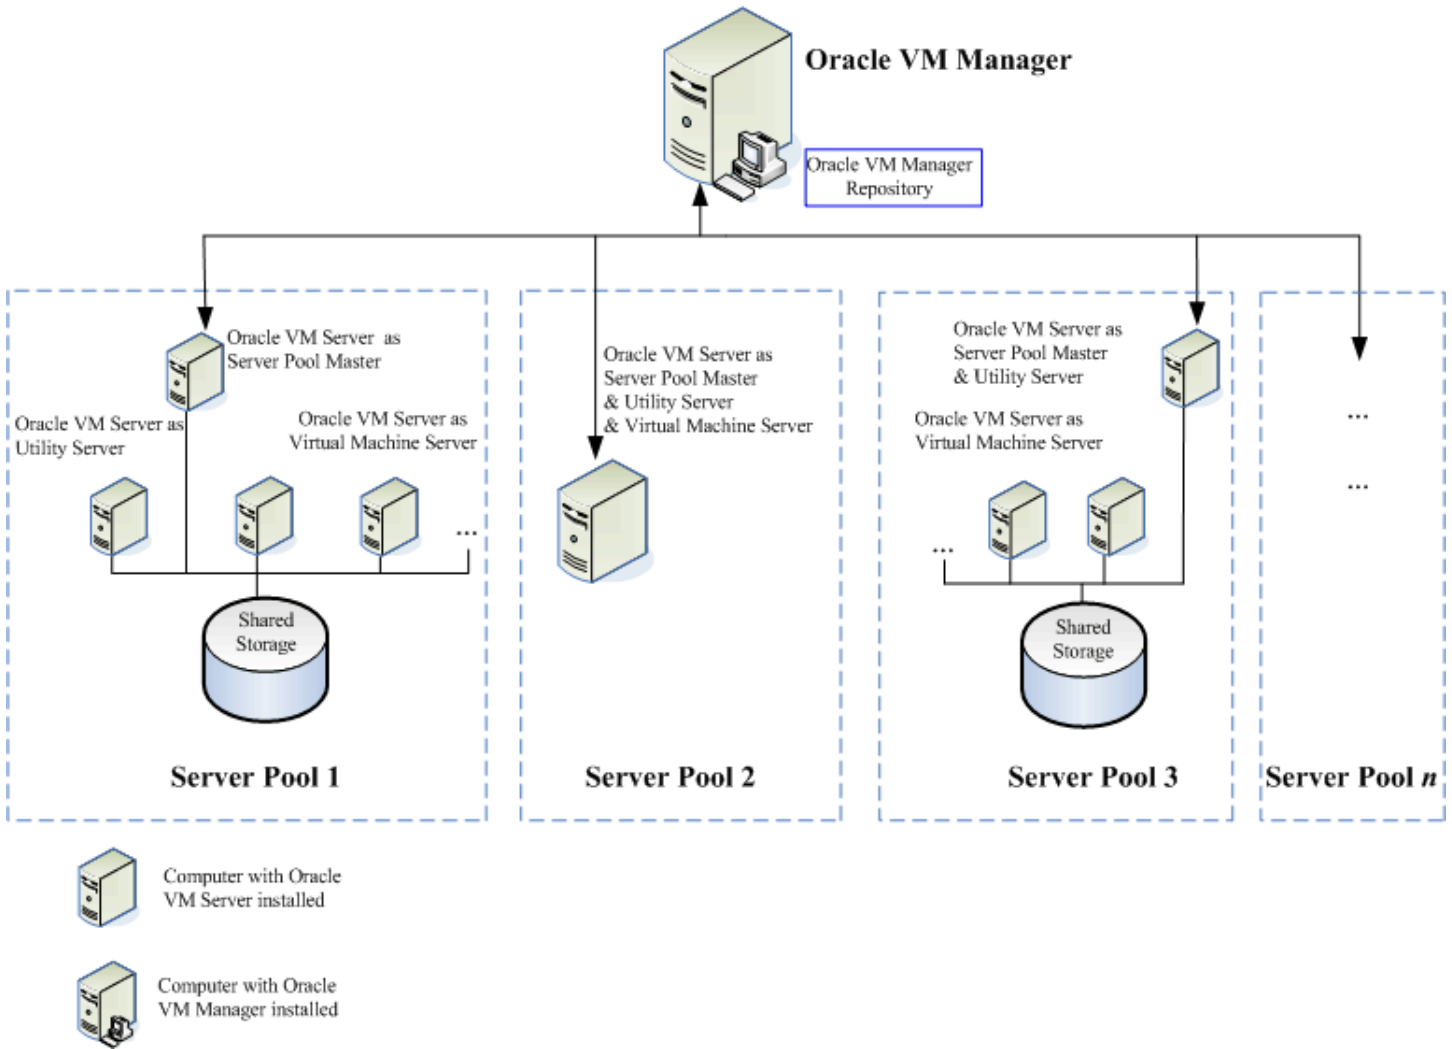 Oracle VM Manager
Oracle VM Manager
Repository
Oracle VM Server as
Server Pool Master
Oracle VM Server as
Utility Server
Oracle VM Server as
Virtual Machine Server
...
Shared
Storage
Server Pool 1
Oracle VM Server as
Server Pool Master
& Utility Server
& Virtual Machine Server
Server Pool 2
Oracle VM Server as
Server Pool Master
& Utility Server
Oracle VM Server as
Virtual Machine Server
...
Shared
Storage
Server Pool 3
...
...
Server Pool n
Computer with Oracle
VM Server installed
Computer with Oracle
VM Manager installed